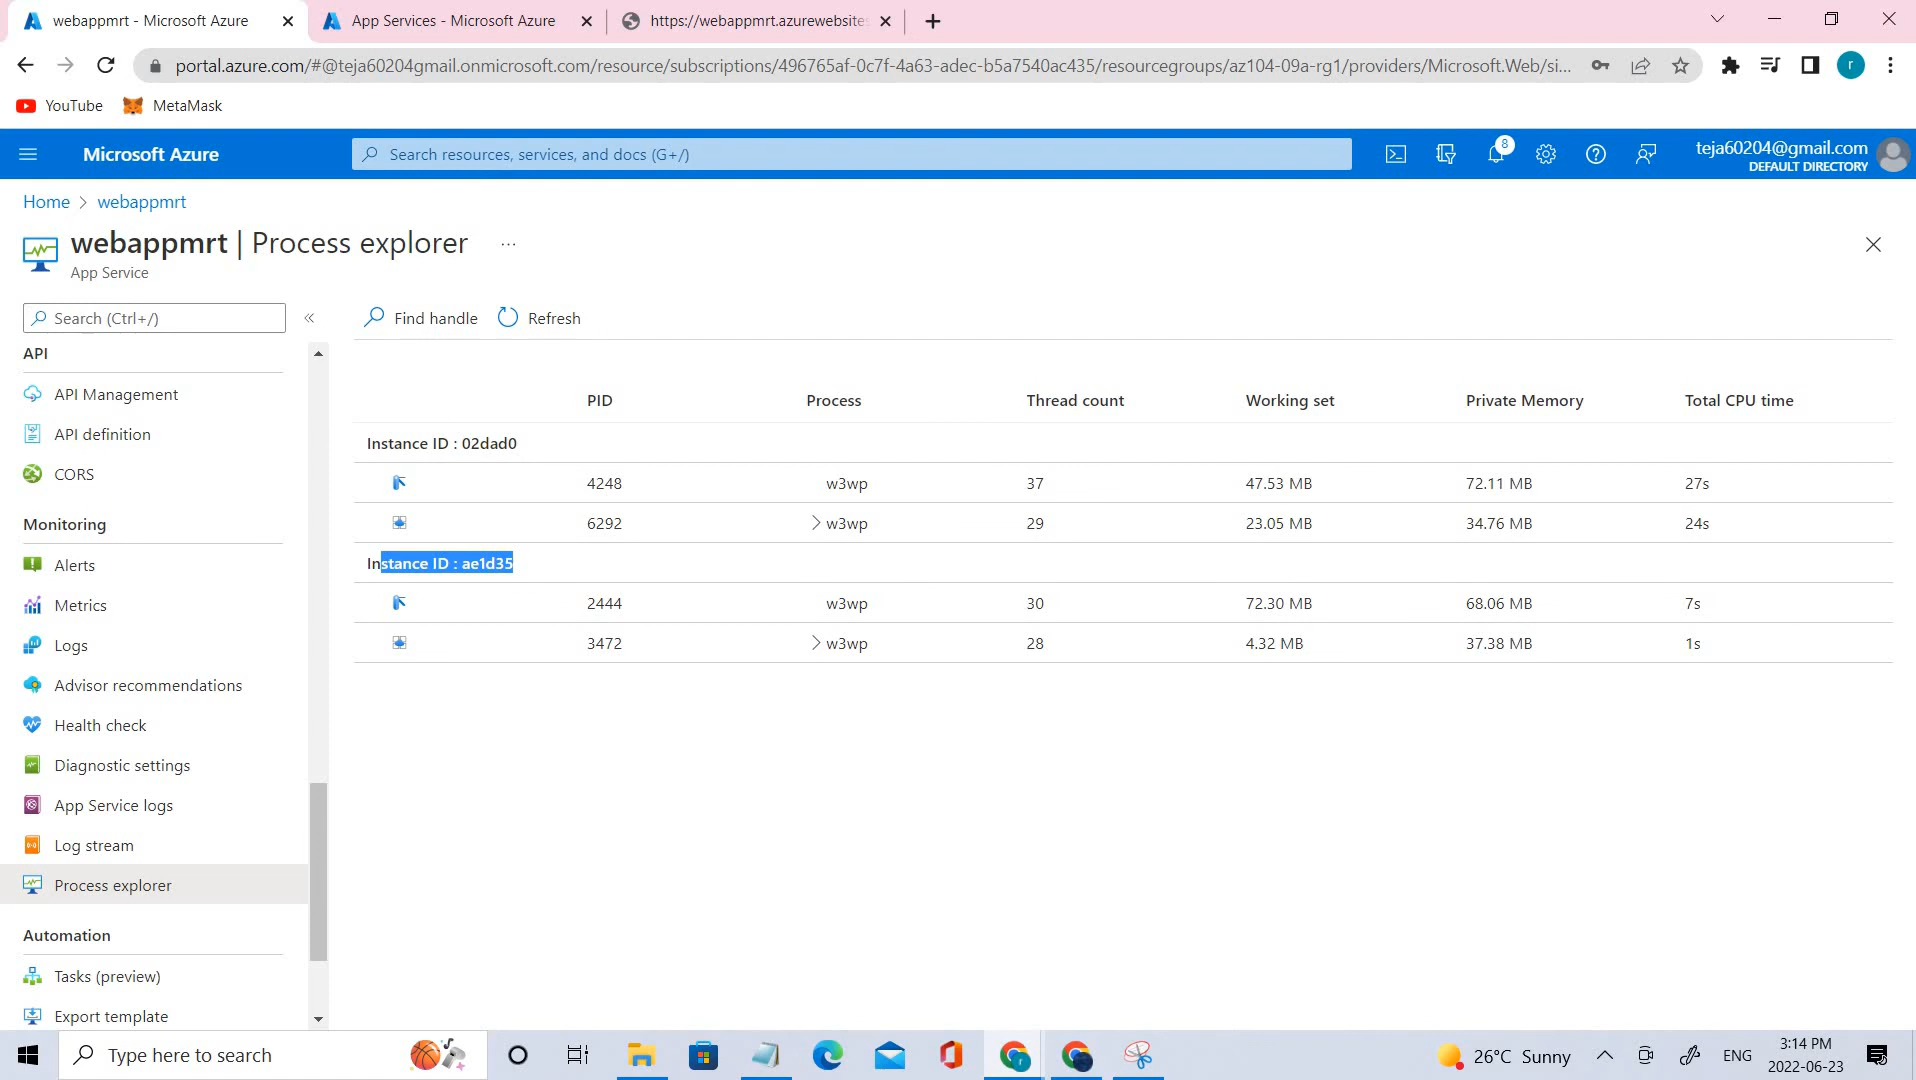 webappmrt - Microsoft Azure
App Services - Microsoft Azure
https://webappmrt.azurewebsite
portal.azure.com/#@teja60204gmail.onmicrosoft.com/resource/subscriptions/496765af-0c7f-4a63-adec-b5a7540ac435/resourcegroups/az104-09a-rg1/providers/Microsoft.Web/si...
r
YouTube
MetaMask
Microsoft Azure
Search resources, services, and docs (G+/)
8
teja60204@gmail.com
DEFAULT DIRECTORY
Home > webappmrt
webappmrt | Process explorer ...
App Service
Search (Ctrl+/)
«
Find handle
Refresh
API
API Management
API definition
CORS
Monitoring
Alerts
Metrics
Logs
Advisor recommendations
Health check
Diagnostic settings
App Service logs
Log stream
Process explorer
Automation
Tasks (preview)
Export template
PID Process Thread count Working set Private Memory Total CPU time
Instance ID : 02dad0
4248 w3wp 37 47.53 MB 72.11 MB 27s
6292 > w3wp 29 23.05 MB 34.76 MB 24s
Instance ID : ae1d35
2444 w3wp 30 72.30 MB 68.06 MB 7s
3472 > w3wp 28 4.32 MB 37.38 MB 1s
Type here to search
26°C Sunny
ENG
3:14 PM
2022-06-23